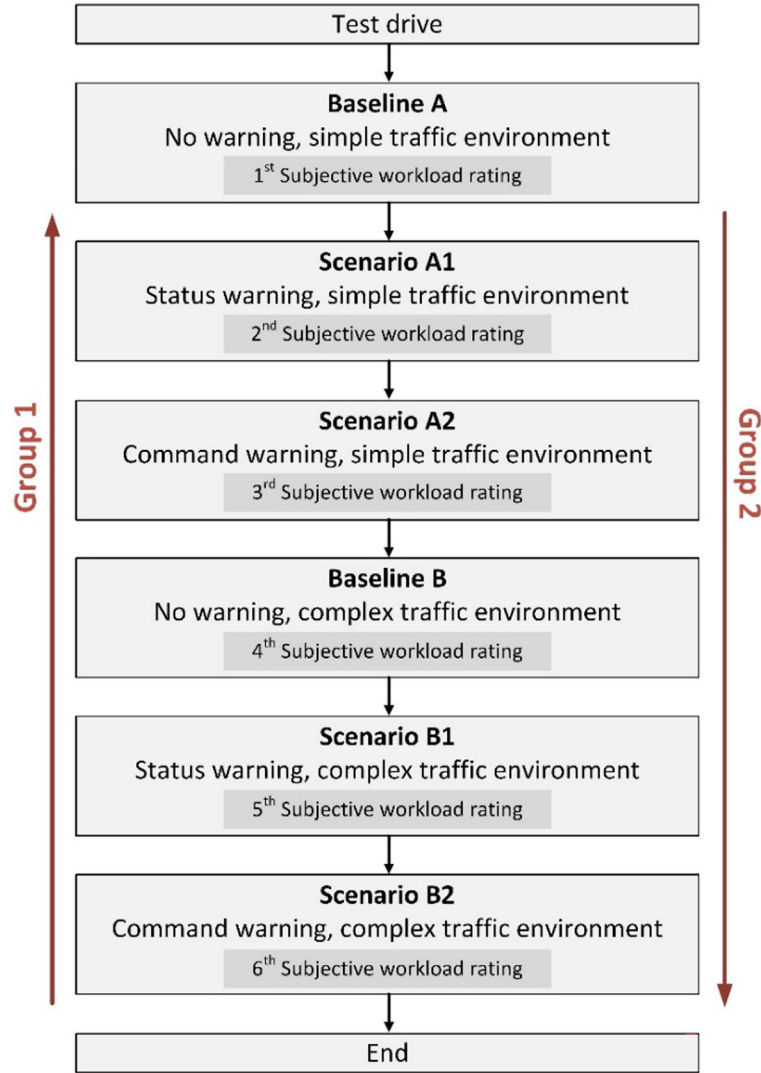 Test drive
Baseline A
No warning, simple traffic environment
1st Subjective workload rating
Scenario A1
Status warning, simple traffic environment
2nd Subjective workload rating
Scenario A2
Command warning, simple traffic environment
3rd Subjective workload rating
Baseline B
No warning, complex traffic environment
4th Subjective workload rating
Scenario B1
Status warning, complex traffic environment
5th Subjective workload rating
Scenario B2
Command warning, complex traffic environment
6th Subjective workload rating
End
Group 1
Group 2